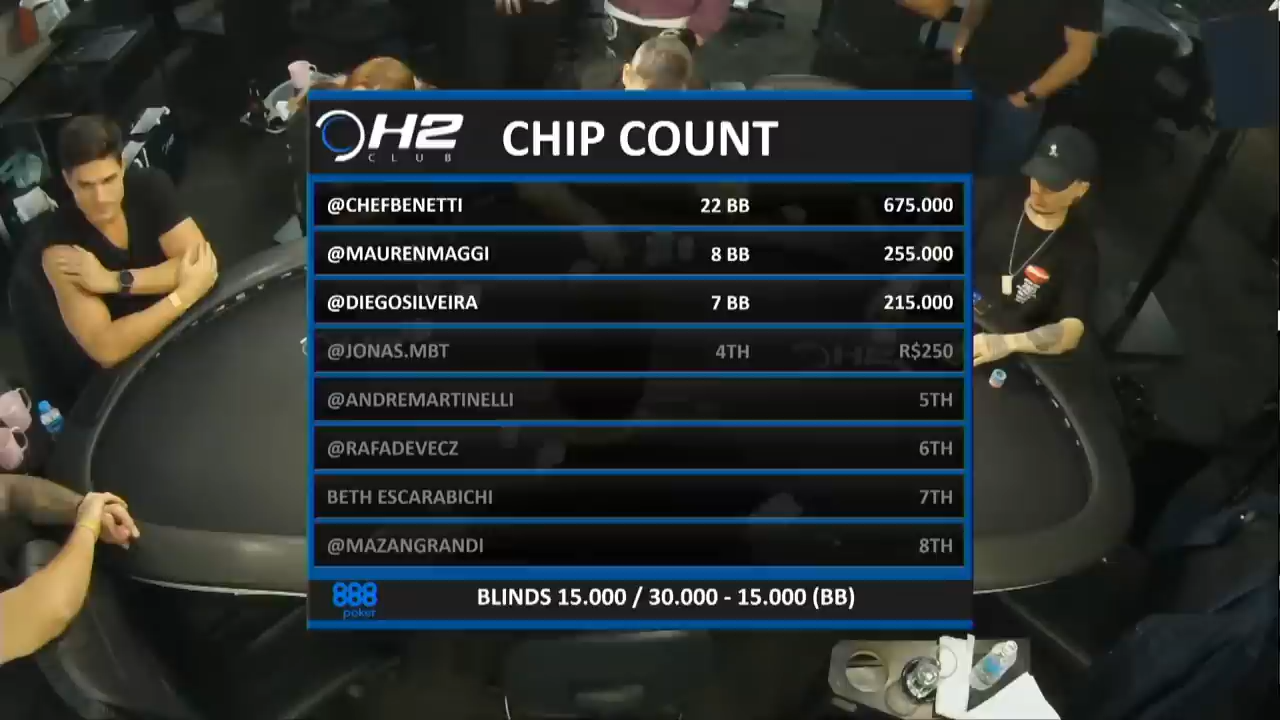 H2 CLUB CHIP COUNT
@CHEFBENETTI 22 BB 675.000
@MAURENMAGGI 8 BB 255.000
@DIEGOSILVEIRA 7 BB 215.000
@JONAS.MBT 4TH R$250
@ANDREMARTINELLI 5TH
@RAFADEVECZ 6TH
BETH ESCARABICHI 7TH
@MAZANGRANDI 8TH
888 poker BLINDS 15.000 / 30.000 - 15.000 (BB)